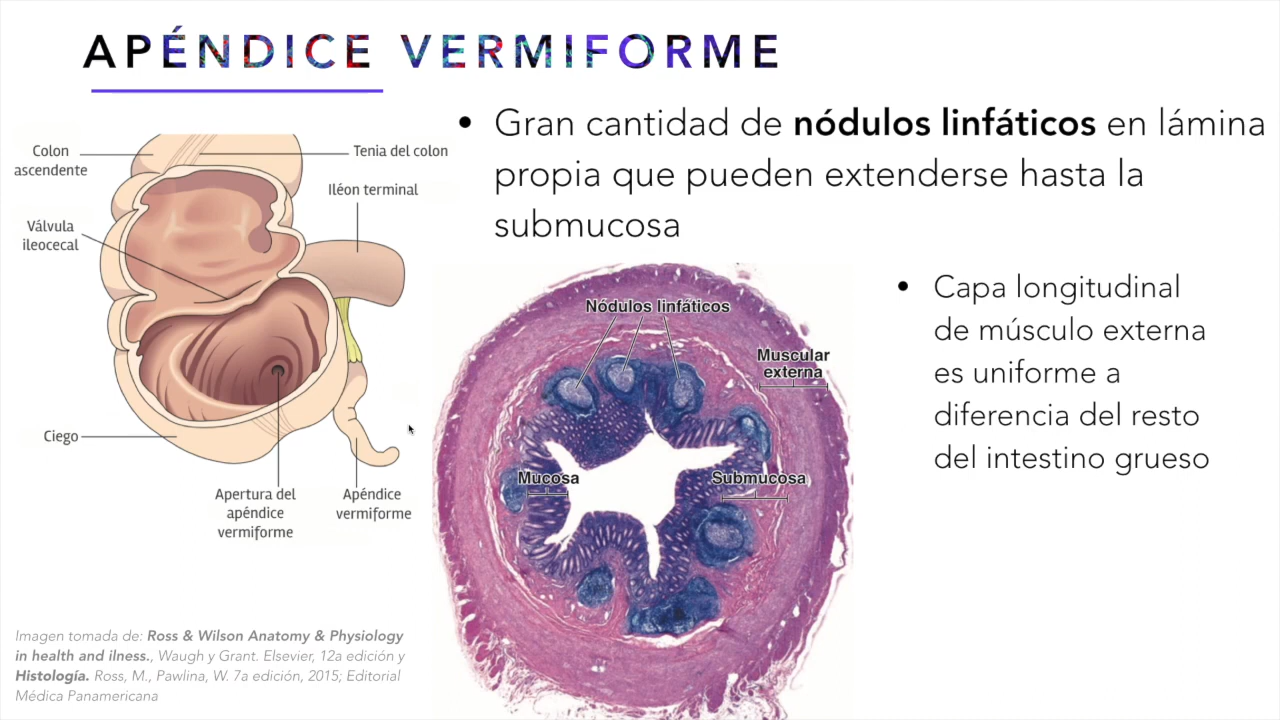 APÉNDICE VERMIFORME
• Gran cantidad de nódulos linfáticos en lámina
propia que pueden extenderse hasta la
submucosa
Colon
ascendente
Tenia del colon
Iléon terminal
Válvula
ileocecal
Ciego
Apertura del
apéndice
vermiforme
Apéndice
vermiforme
Nódulos linfáticos
Muscular
externa
Mucosa
Submucosa
• Capa longitudinal
de músculo externa
es uniforme a
diferencia del resto
del intestino grueso
Imagen tomada de: Ross & Wilson Anatomy & Physiology
in health and ilness., Waugh y Grant. Elsevier, 12a edición y
Histología. Ross, M., Pawlina, W. 7a edición, 2015; Editorial
Médica Panamericana